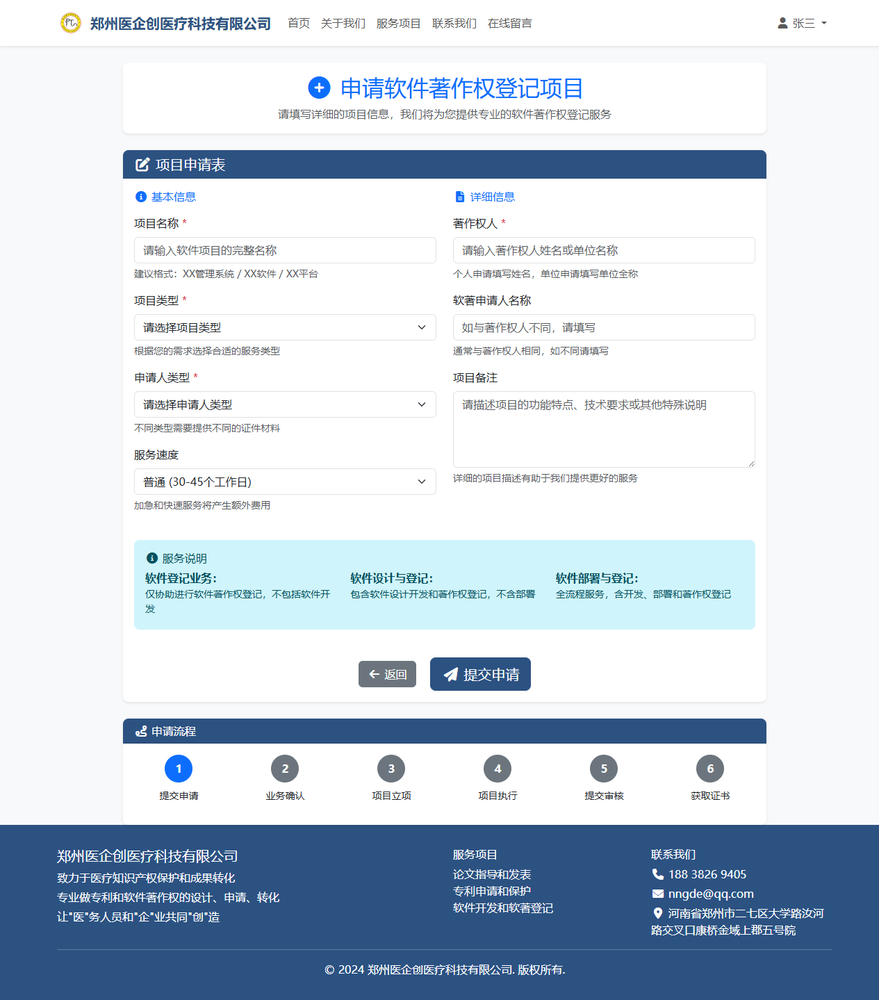 郑州医企创医疗科技有限公司 首页 关于我们 服务项目 联系我们 在线留言 张三
申请软件著作权登记项目
请填写详细的项目信息，我们将为您提供专业的软件著作权登记服务
项目申请表
基本信息
项目名称 *
请输入软件项目的完整名称
建议格式：XX管理系统 / XX软件 / XX平台
项目类型 *
请选择项目类型
根据您的需求选择合适的服务类型
申请人类型 *
请选择申请人类型
不同类型需要提供不同的证件材料
服务速度
普通 (30-45个工作日)
加急和快速服务将产生额外费用
详细信息
著作权人 *
请输入著作权人姓名或单位名称
个人申请填写姓名，单位申请填写单位全称
软著申请人名称
如与著作权人不同，请填写
通常与著作权人相同，如不同请填写
项目备注
请描述项目的功能特点、技术要求或其他特殊说明
详细的项目描述有助于我们提供更好的服务
服务说明
软件登记业务：
仅协助进行软件著作权登记，不包括软件开
发
软件设计与登记：
包含软件设计开发和著作权登记，不含部署
软件部署与登记：
全流程服务，含开发、部署和著作权登记
返回
提交申请
申请流程
1
提交申请
2
业务确认
3
项目立项
4
项目执行
5
提交审核
6
获取证书
郑州医企创医疗科技有限公司
致力于医疗知识产权保护和成果转化
专业做专利和软件著作权的设计、申请、转化
让"医"务人员和"企"业共同"创"造
服务项目
论文指导和发表
专利申请和保护
软件开发和软著登记
联系我们
188 3826 9405
nngde@qq.com
河南省郑州市二七区大学路汝河
路交叉口康桥金域上郡五号院
© 2024 郑州医企创医疗科技有限公司. 版权所有.